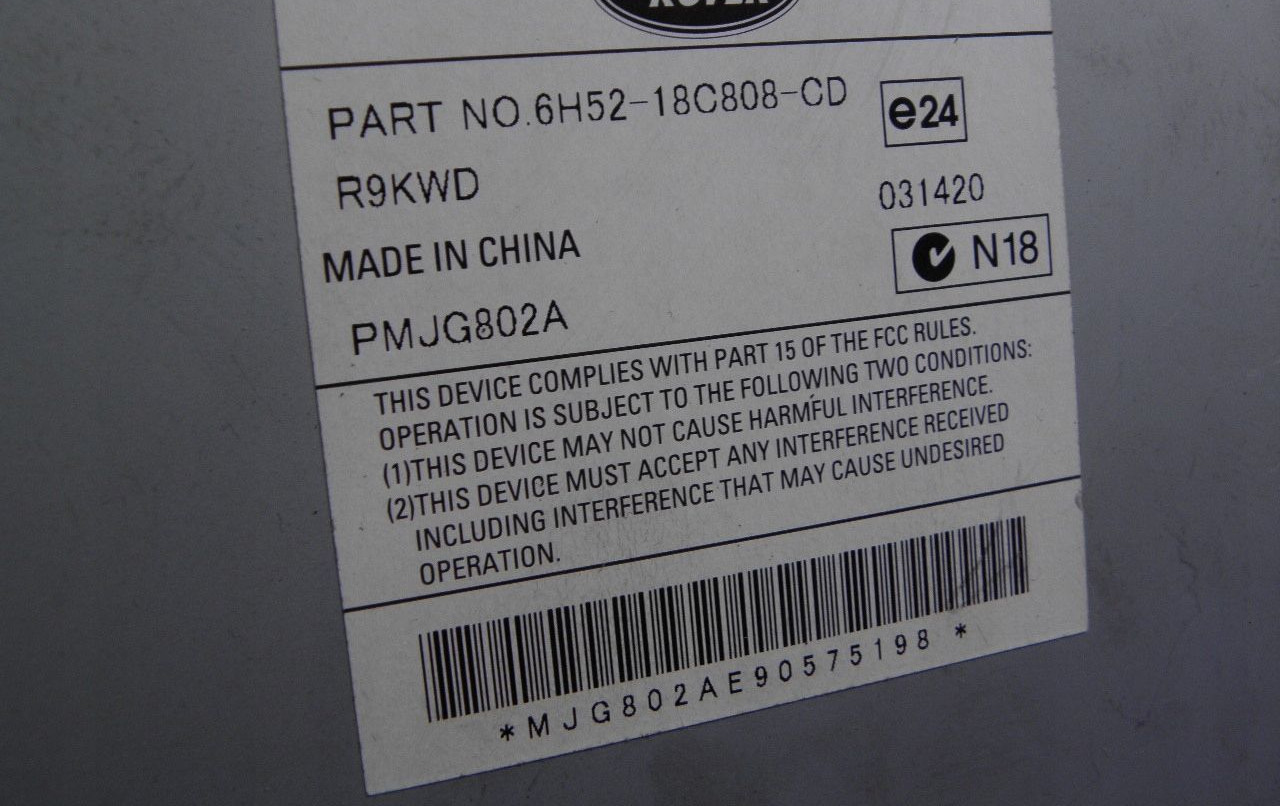 ROVER
PART NO.6H52-18C808-CD
e24
R9KWD
031420
MADE IN CHINA
N18
PMJG802A
THIS DEVICE COMPLIES WITH PART 15 OF THE FCC RULES.
OPERATION IS SUBJECT TO THE FOLLOWING TWO CONDITIONS:
(1)THIS DEVICE MAY NOT CAUSE HARMFUL INTERFERENCE.
(2)THIS DEVICE MUST ACCEPT ANY INTERFERENCE RECEIVED
INCLUDING INTERFERENCE THAT MAY CAUSE UNDESIRED
OPERATION.
*MJG802AE90575198*